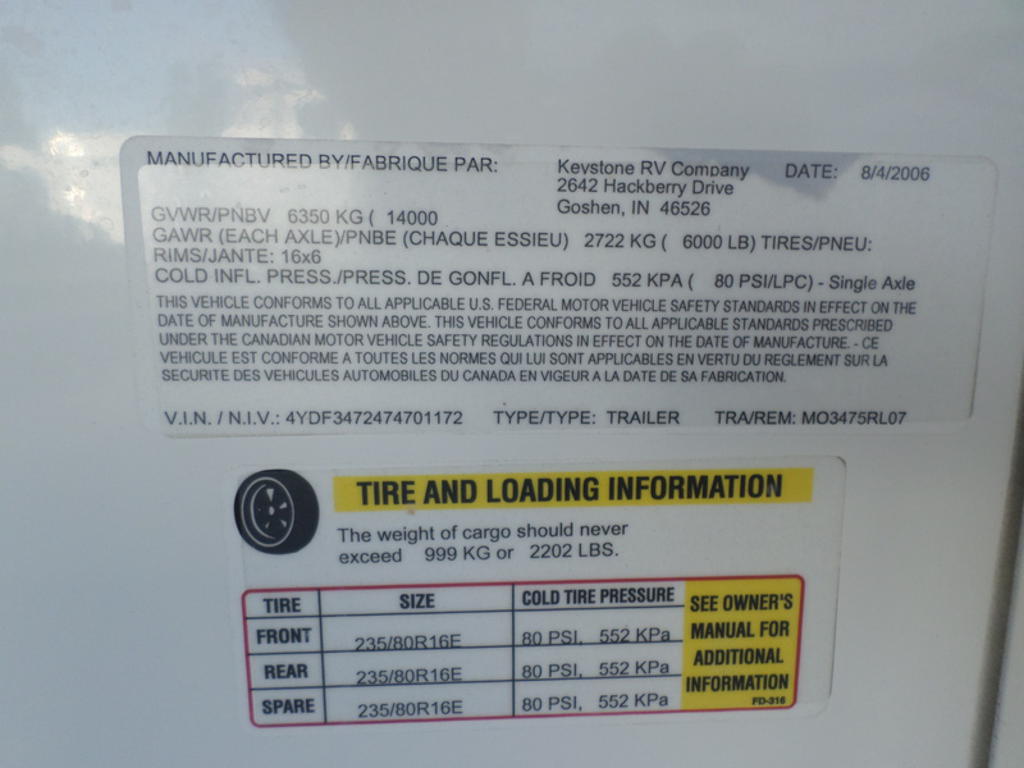 MANUFACTURED BY/FABRIQUE PAR: Keystone RV Company DATE: 8/4/2006
2642 Hackberry Drive
Goshen, IN 46526
GVWR/PNBV 6350 KG ( 14000
GAWR (EACH AXLE)/PNBE (CHAQUE ESSIEU) 2722 KG ( 6000 LB) TIRES/PNEU:
RIMS/JANTE: 16x6
COLD INFL. PRESS./PRESS. DE GONFL. A FROID 552 KPA ( 80 PSI/LPC) - Single Axle
THIS VEHICLE CONFORMS TO ALL APPLICABLE U.S. FEDERAL MOTOR VEHICLE SAFETY STANDARDS IN EFFECT ON THE
DATE OF MANUFACTURE SHOWN ABOVE. THIS VEHICLE CONFORMS TO ALL APPLICABLE STANDARDS PRESCRIBED
UNDER THE CANADIAN MOTOR VEHICLE SAFETY REGULATIONS IN EFFECT ON THE DATE OF MANUFACTURE. - CE
VEHICULE EST CONFORME A TOUTES LES NORMES QUI LUI SONT APPLICABLES EN VERTU DU REGLEMENT SUR LA
SECURITE DES VEHICULES AUTOMOBILES DU CANADA EN VIGEUR A LA DATE DE SA FABRICATION.
V.I.N. / N.I.V.: 4YDF3472474701172 TYPE/TYPE: TRAILER TRA/REM: MO3475RL07
TIRE AND LOADING INFORMATION
The weight of cargo should never
exceed 999 KG or 2202 LBS.
TIRE SIZE COLD TIRE PRESSURE
FRONT 235/80R16E 80 PSI, 552 KPa
REAR 235/80R16E 80 PSI, 552 KPa
SPARE 235/80R16E 80 PSI, 552 KPa
SEE OWNER'S
MANUAL FOR
ADDITIONAL
INFORMATION
FD-316